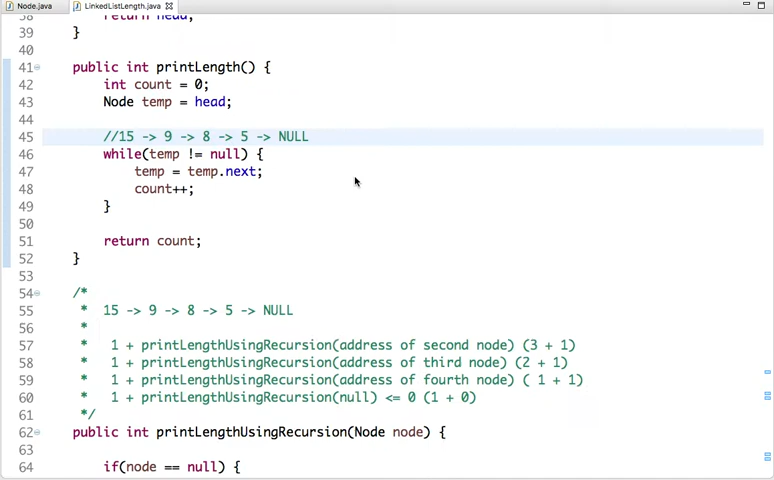 Node.java LinkedListLength.java
38 return head;
39 }
40
41 public int printLength() {
42 int count = 0;
43 Node temp = head;
44
45 //15 -> 9 -> 8 -> 5 -> NULL
46 while(temp != null) {
47 temp = temp.next;
48 count++;
49 }
50
51 return count;
52 }
53
54 /*
55 * 15 -> 9 -> 8 -> 5 -> NULL
56 *
57 * 1 + printLengthUsingRecursion(address of second node) (3 + 1)
58 * 1 + printLengthUsingRecursion(address of third node) (2 + 1)
59 * 1 + printLengthUsingRecursion(address of fourth node) ( 1 + 1)
60 * 1 + printLengthUsingRecursion(null) <= 0 (1 + 0)
61 */
62 public int printLengthUsingRecursion(Node node) {
63
64 if(node == null) {